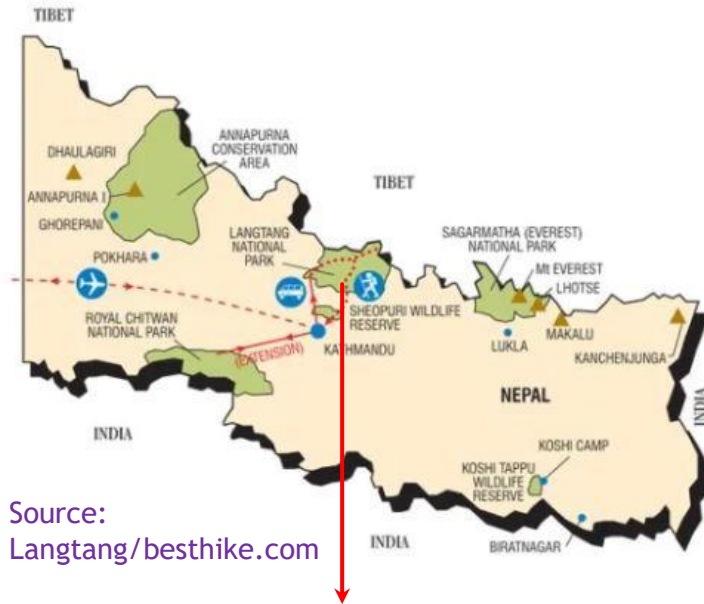 TIBET
ANNAPURNA
CONSERVATION
AREA
DHAULAGIRI
TIBET
ANNAPURNA I
GHOREPANI
LANGTANG
NATIONAL
PARK
SAGARMATHA (EVEREST)
NATIONAL PARK
POKHARA
Mt EVEREST
LHOTSE
ROYAL CHITWAN
NATIONAL PARK
SHEOPURI WILDLIFE
RESERVE
MAKALU
KATHMANDU
(EXTENSION)
LUKLA
KANCHENJUNGA
NEPAL
INDIA
INDIA
KOSHI CAMP
KOSHI TAPPU
WILDLIFE
RESERVE
Source:
Langtang/besthike.com
INDIA
BIRATNAGAR